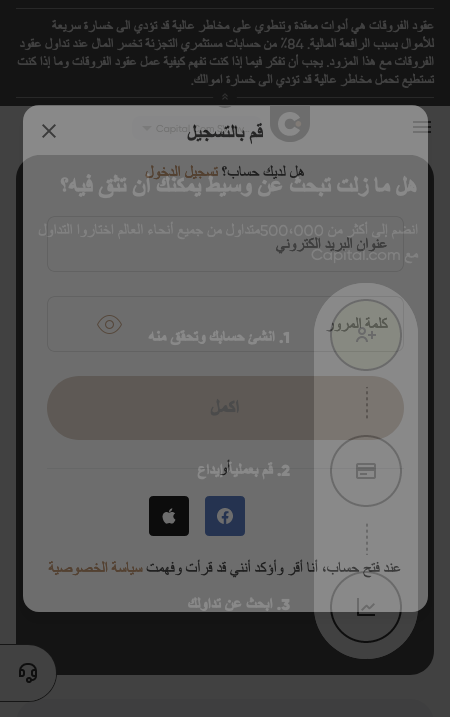 عقود الفروقات هي أدوات معقدة وتنطوي على مخاطر عالية قد تؤدي الى خسارة سريعة
للأموال بسبب الرافعة المالية. 84٪ من حسابات مستثمري التجزئة تخسر المال عند تداول عقود
الفروقات مع هذا المزود. يجب أن تفكر فيما إذا كنت تفهم كيفية عمل عقود الفروقات وما إذا كنت
تستطيع تحمل مخاطر عالية قد تؤدي الى خسارة اموالك.
Capital.com
قم بالتسجيل
هل لديك حساب؟ تسجيل الدخول
هل ما زلت تبحث عن وسيط يمكنك أن تثق فيه؟
انضم إلى أكثر من 500،000متداول من جميع أنحاء العالم اختاروا التداول
مع Capital.com
عنوان البريد الكتروني
كلمة المرور
1. انشئ حسابك وتحقق منه
اكمل
2. قم بعملية إيداع
أو
عند فتح حساب، أنا أقر وأؤكد أنني قد قرأت وفهمت سياسة الخصوصية
3. ابحث عن تداولك